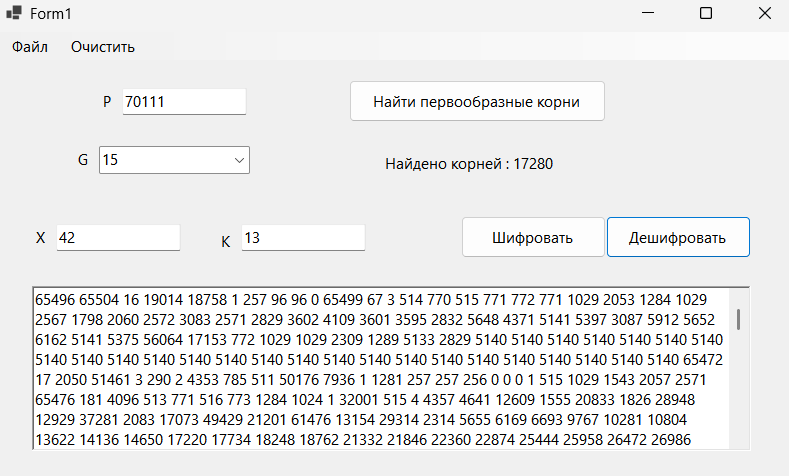 Form1
Файл Очистить
P 70111 Найти первообразные корни
G 15 Найдено корней : 17280
X 42 K 13 Шифровать Дешифровать
65496 65504 16 19014 18758 1 257 96 96 0 65499 67 3 514 770 515 771 772 771 1029 2053 1284 1029
2567 1798 2060 2572 3083 2571 2829 3602 4109 3601 3595 2832 5648 4371 5141 5397 3087 5912 5652
6162 5141 5375 56064 17153 772 1029 1029 2309 1289 5133 2829 5140 5140 5140 5140 5140 5140 5140
5140 5140 5140 5140 5140 5140 5140 5140 5140 5140 5140 5140 5140 5140 5140 5140 5140 5140 65472
17 2050 51461 3 290 2 4353 785 511 50176 7936 1 1281 257 257 256 0 0 0 1 515 1029 1543 2057 2571
65476 181 4096 513 771 516 773 1284 1024 1 32001 515 4 4357 4641 12609 1555 20833 1826 28948
12929 37281 2083 17073 49429 21201 61476 13154 29314 2314 5655 6169 6693 9767 10281 10804
13622 14136 14650 17220 17734 18248 18762 21332 21846 22360 22874 25444 25958 26472 26986